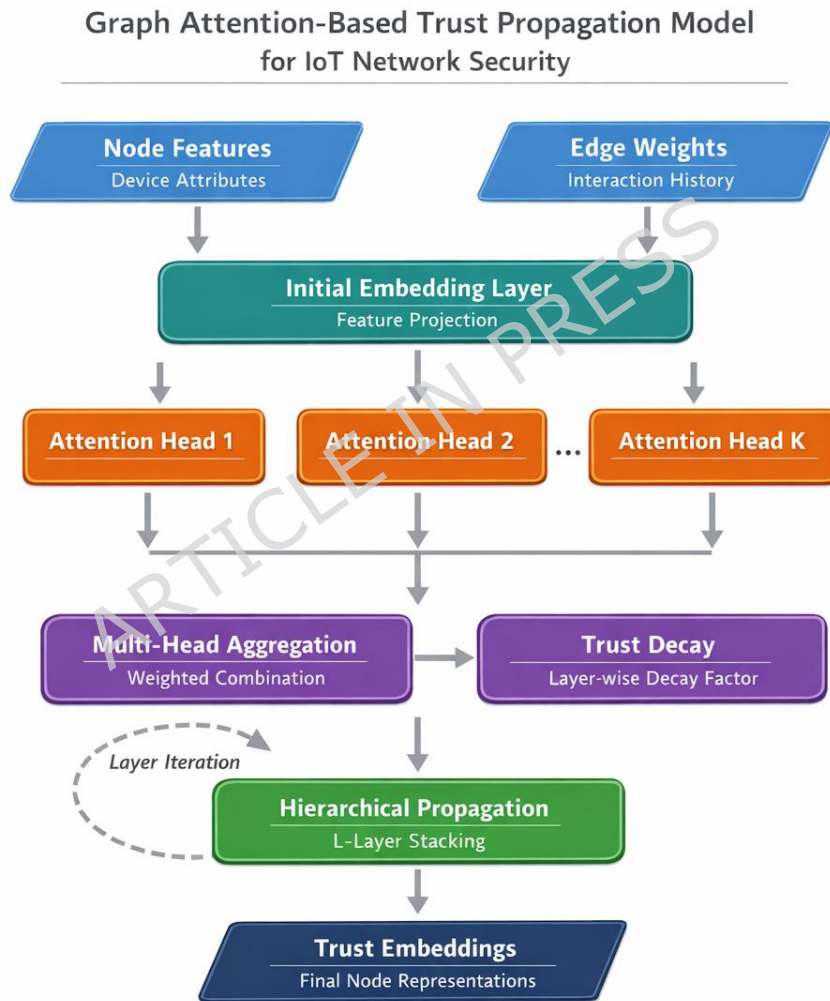 Graph Attention-Based Trust Propagation Model
for IoT Network Security
Node Features
Device Attributes
Edge Weights
Interaction History
Initial Embedding Layer
Feature Projection
Attention Head 1
Attention Head 2
...
Attention Head K
Multi-Head Aggregation
Weighted Combination
Trust Decay
Layer-wise Decay Factor
Layer Iteration
Hierarchical Propagation
L-Layer Stacking
Trust Embeddings
Final Node Representations
ARTICLE IN PRESS